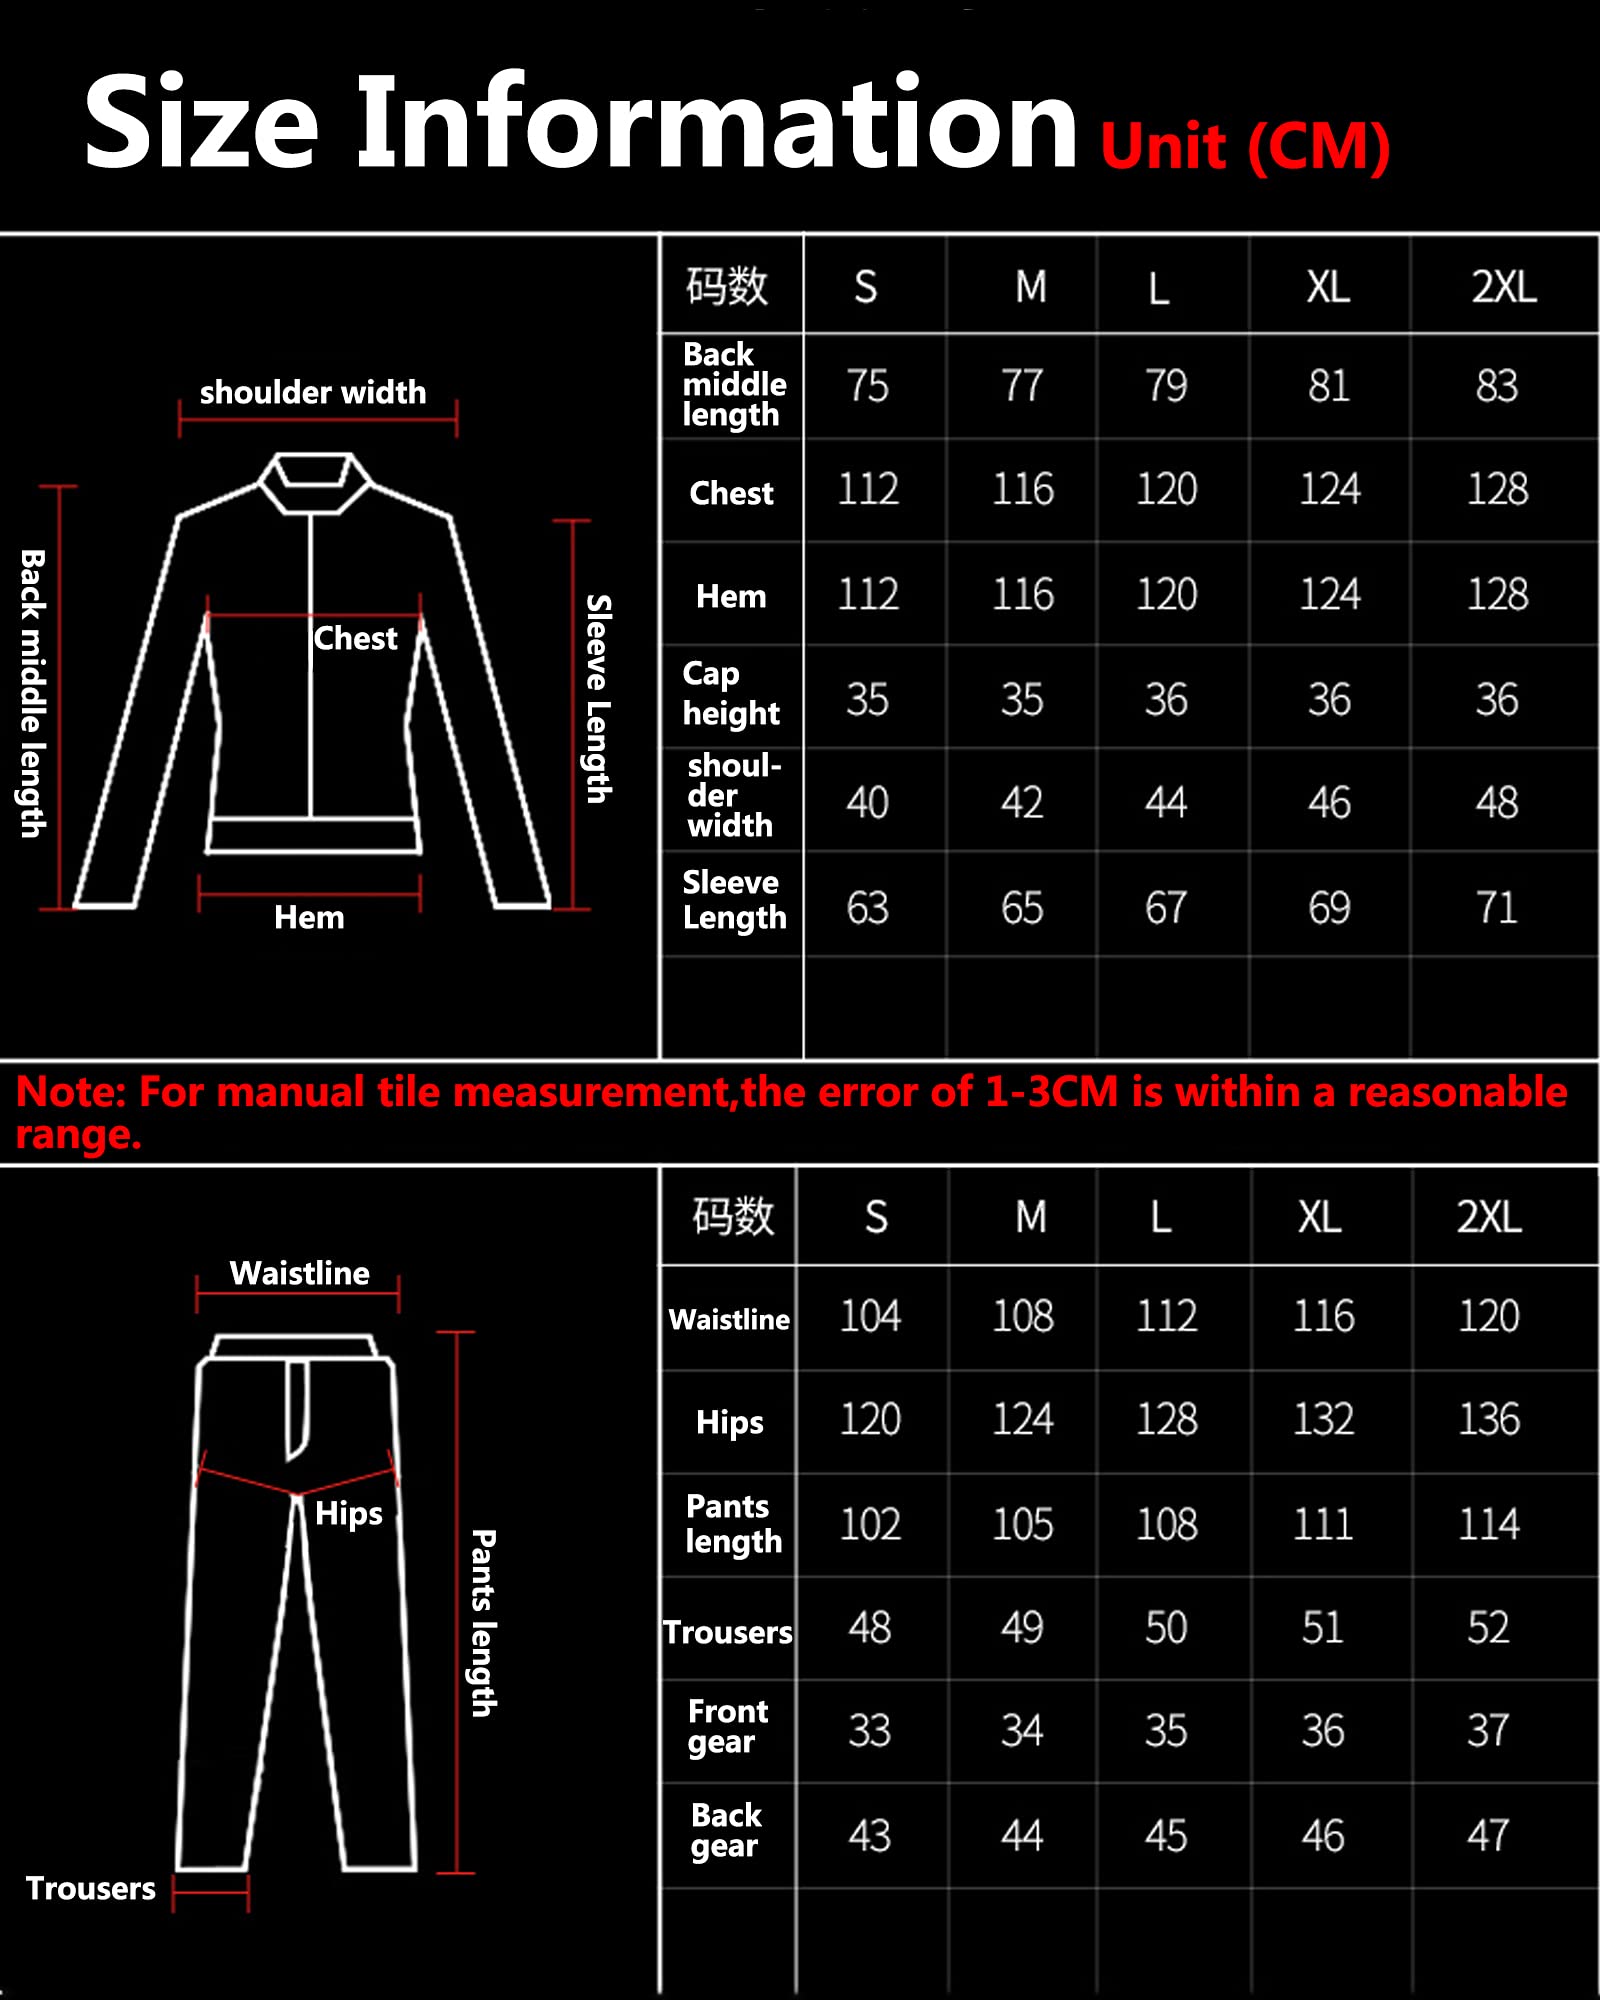 Size Information Unit (CM)
shoulder width
Back middle length
Chest
Sleeve Length
Hem
码数 S M L XL 2XL
Back
middle
length
75 77 79 81 83
Chest 112 116 120 124 128
Hem 112 116 120 124 128
Cap
height
35 35 36 36 36
shoul-
der
width
40 42 44 46 48
Sleeve
Length
63 65 67 69 71
Note: For manual tile measurement,the error of 1-3CM is within a reasonable
range.
Waistline
Hips
Pants length
Trousers
码数 S M L XL 2XL
Waistline 104 108 112 116 120
Hips 120 124 128 132 136
Pants
length
102 105 108 111 114
Trousers 48 49 50 51 52
Front
gear
33 34 35 36 37
Back
gear
43 44 45 46 47